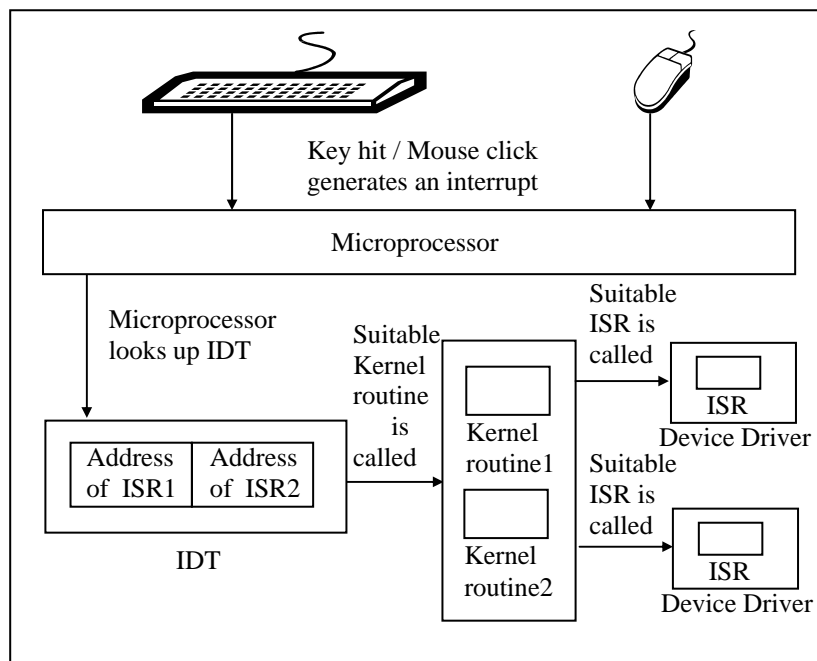 Key hit / Mouse click
generates an interrupt
Microprocessor
Microprocessor
looks up IDT
Suitable
Kernel
routine
is
called
Suitable
ISR is
called
ISR
Device Driver
Address
of ISR1
Address
of ISR2
IDT
Kernel
routine1
Kernel
routine2
Suitable
ISR is
called
ISR
Device Driver